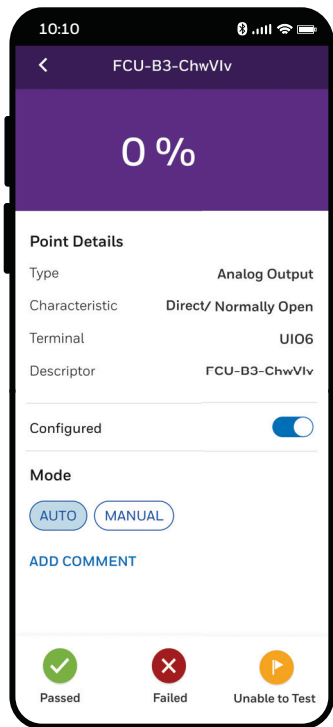 10:10
FCU-B3-ChwVlv
0 %
Point Details
Type Analog Output
Characteristic Direct/ Normally Open
Terminal UIO6
Descriptor FCU-B3-ChwVlv
Configured
Mode
AUTO MANUAL
ADD COMMENT
Passed Failed Unable to Test